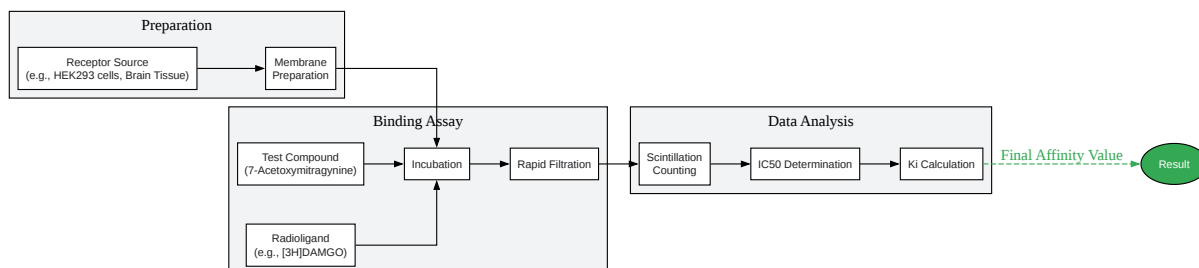 Preparation
Receptor Source
(e.g., HEK293 cells, Brain Tissue)
Membrane
Preparation
Binding Assay
Test Compound
(7-Acetoxymitragynine)
Incubation
Rapid Filtration
Radioligand
(e.g., [3H]DAMGO)
Data Analysis
Scintillation
Counting
IC50 Determination
Ki Calculation
Final Affinity Value
Result